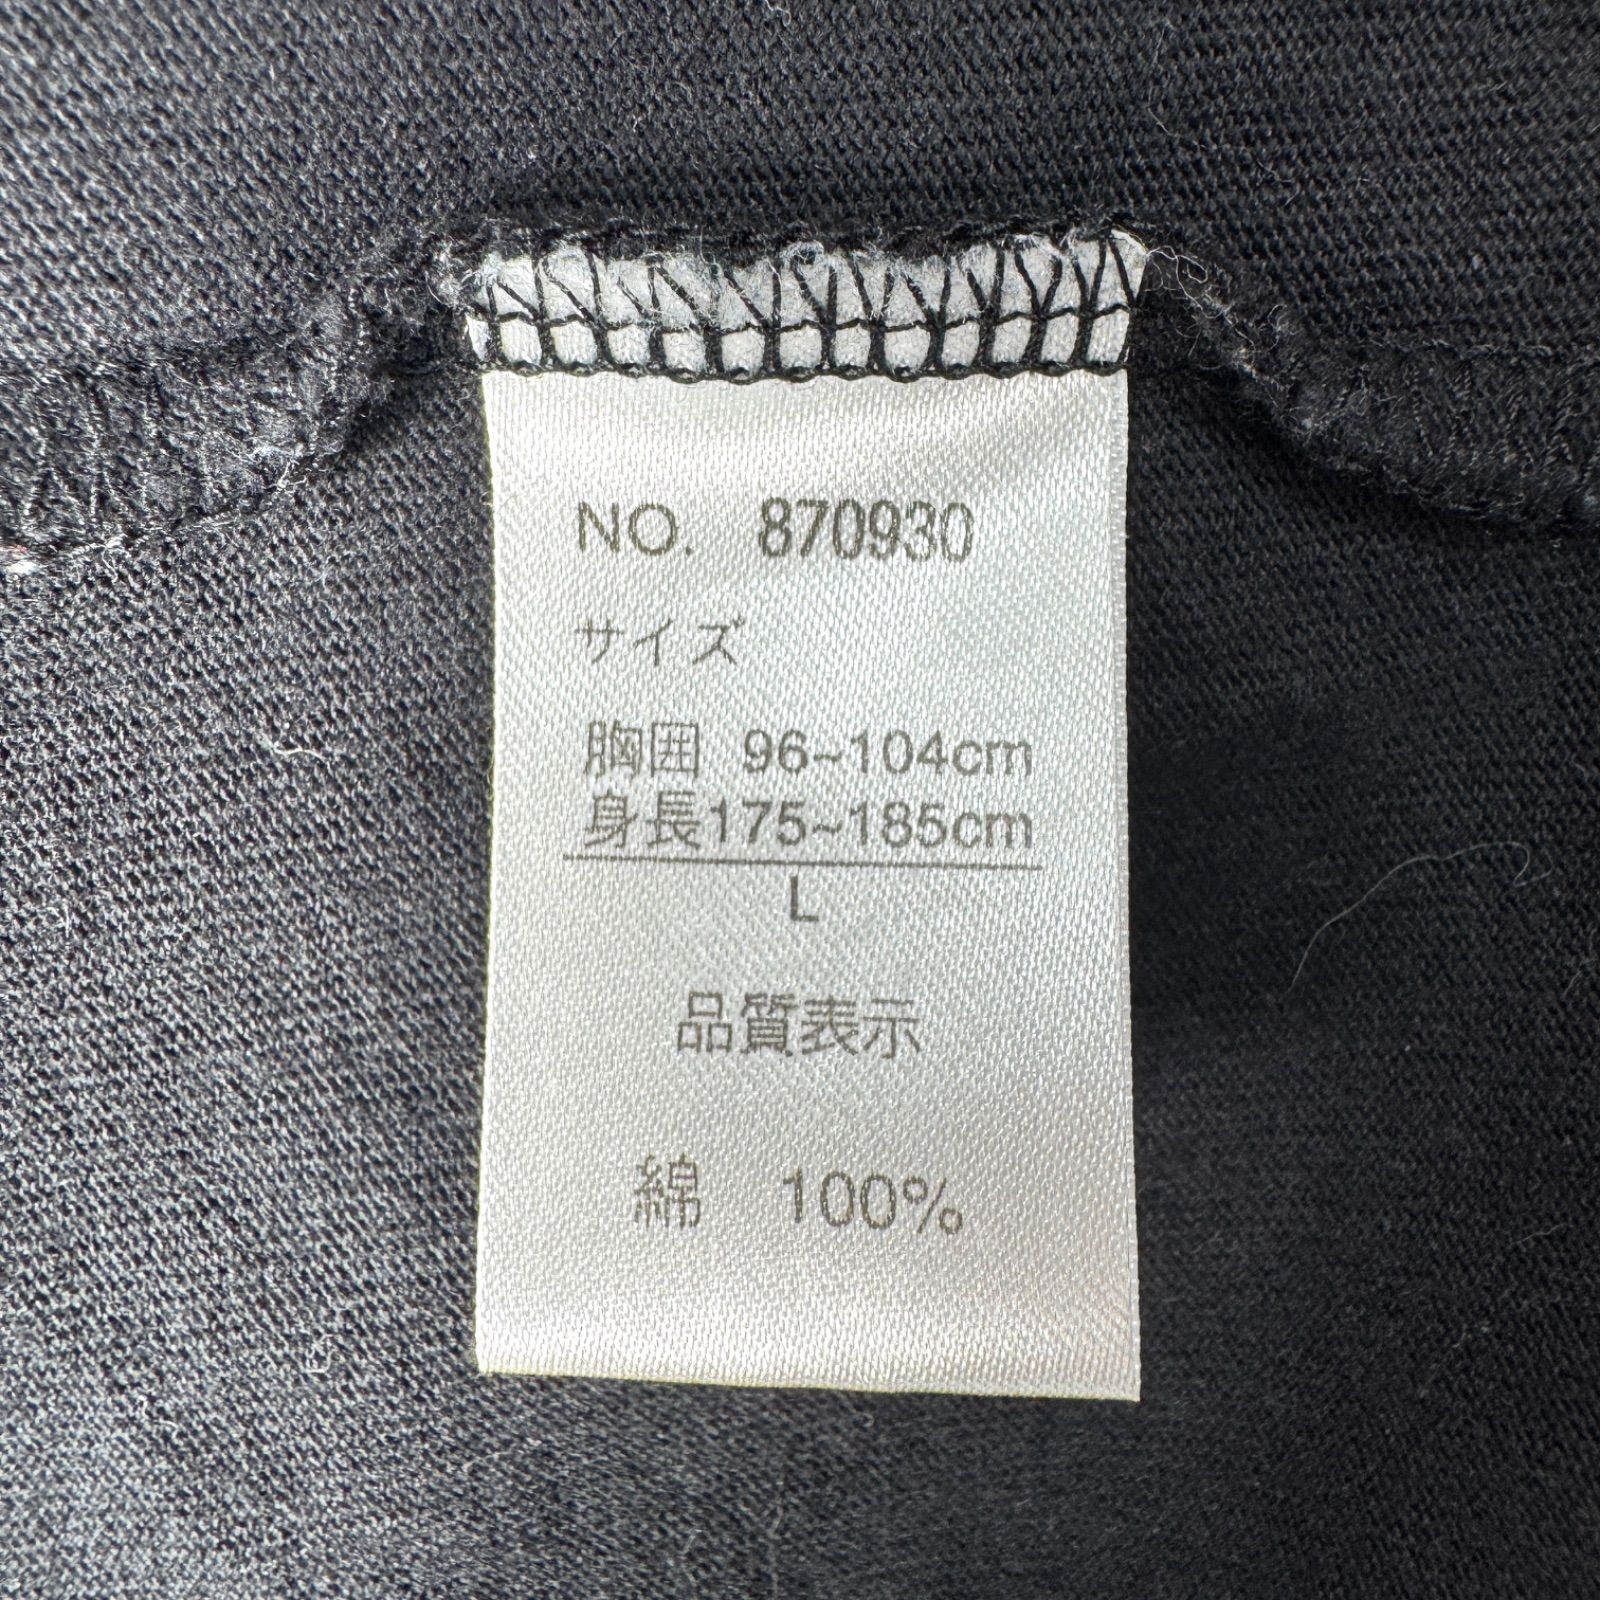 NO. 870930
サイズ
胸囲 96~104cm
身長175~185cm
L
品質表示
綿 100%